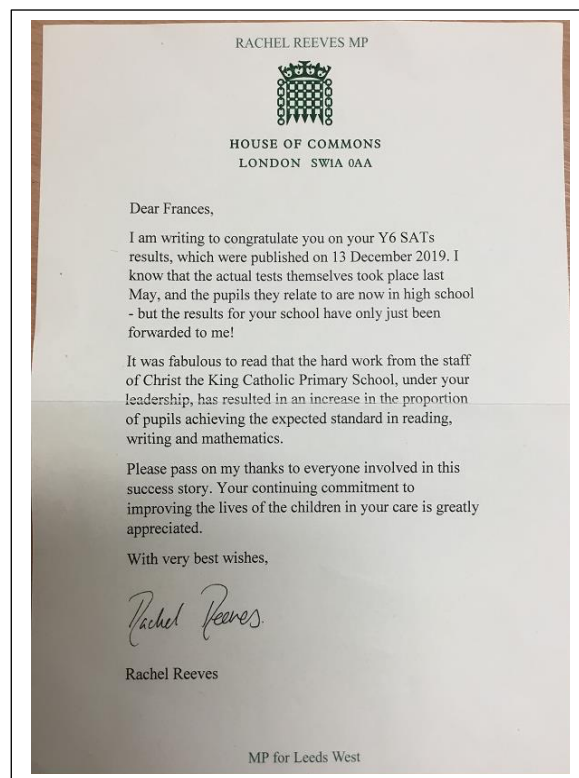 RACHEL REEVES MP
HOUSE OF COMMONS
LONDON SW1A 0AA
Dear Frances,
I am writing to congratulate you on your Y6 SATs
results, which were published on 13 December 2019. I
know that the actual tests themselves took place last
May, and the pupils they relate to are now in high school
- but the results for your school have only just been
forwarded to me!
It was fabulous to read that the hard work from the staff
of Christ the King Catholic Primary School, under your
leadership, has resulted in an increase in the proportion
of pupils achieving the expected standard in reading,
writing and mathematics.
Please pass on my thanks to everyone involved in this
success story. Your continuing commitment to
improving the lives of the children in your care is greatly
appreciated.
With very best wishes,
Rachel Reeves.
Rachel Reeves
MP for Leeds West